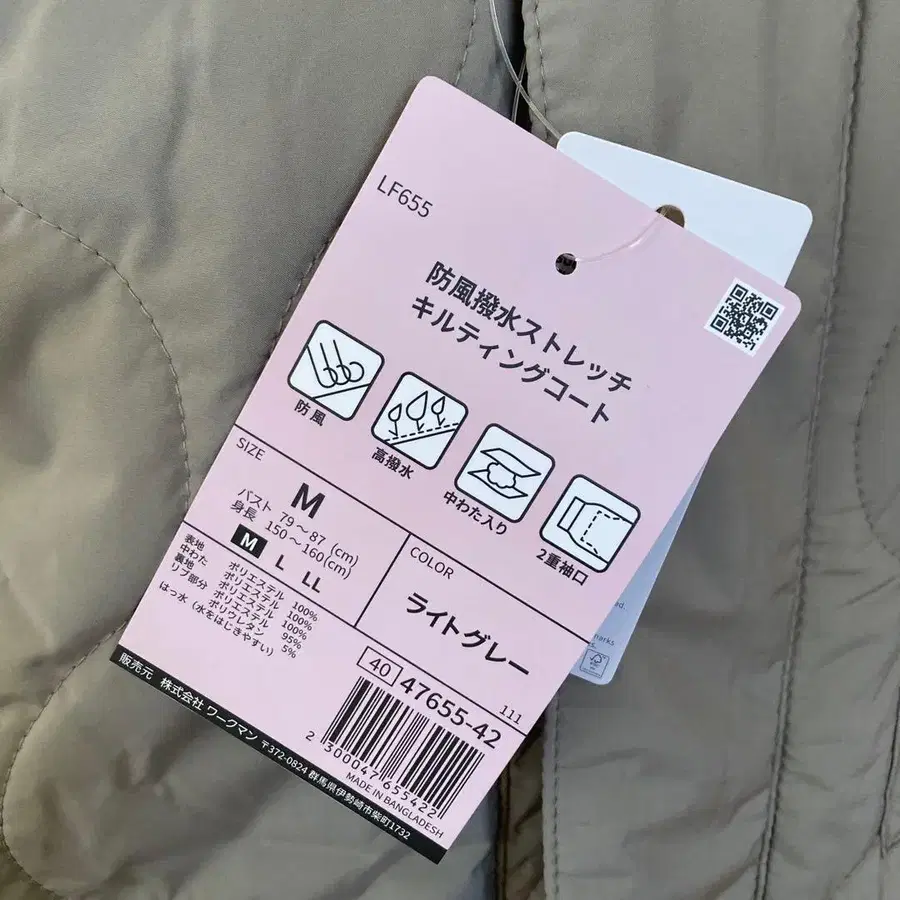 LF655
防風撥水ストレッチ
キルティングコート
防風
高撥水
中わた入り
2重袖口
SIZE
M
バスト 79～87 (cm)
身長 150～160(cm)
M L LL
表地 ポリエステル 100%
中わた ポリエステル 100%
裏地 ポリエステル 100%
リブ部分 ポリエステル 95%
ポリウレタン 5%
はっ水（水をはじきやすい）
COLOR
ライトグレー
111
40 47655-42
2 300047 655422
MADE IN BANGLADESH
販売元 株式会社 ワークマン 〒372-0824 群馬県伊勢崎市柴町1732